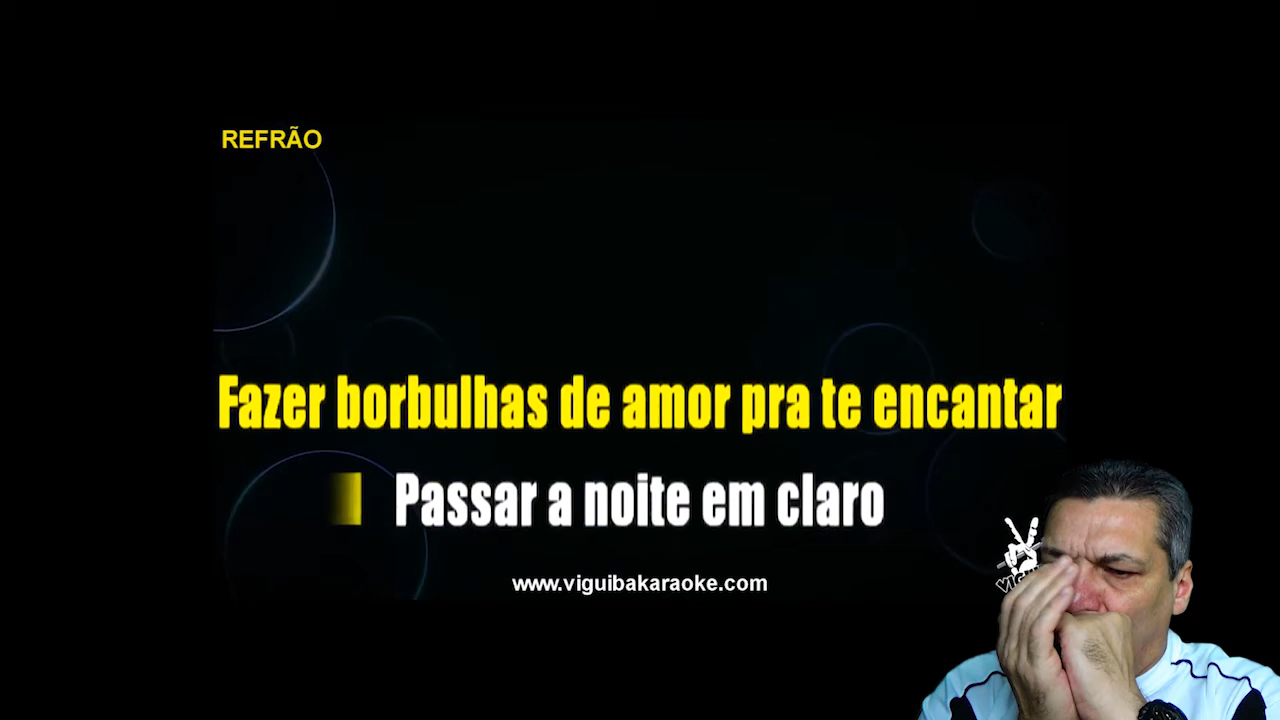 REFRÃO
Fazer borbulhas de amor pra te encantar
Passar a noite em claro
www.viguibakaraoke.com